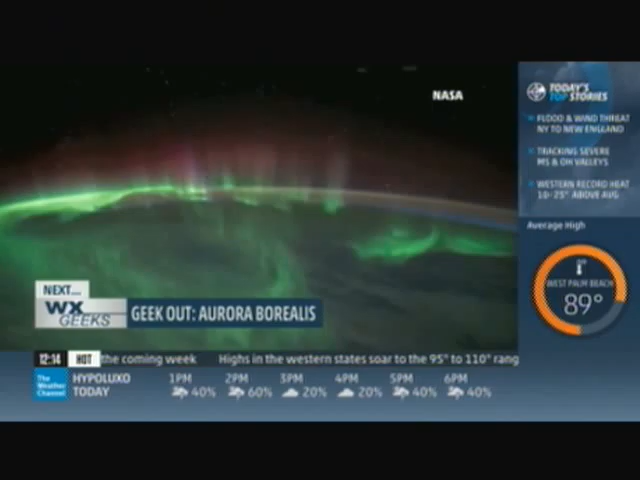 NASA
TODAY'S
TOP STORIES
FLOOD & WIND THREAT
NY TO NEW ENGLAND
TRACKING SEVERE
MS & OH VALLEYS
WESTERN RECORD HEAT
10-25° ABOVE AVG
Average High
WEST PALM BEACH
89°
NEXT...
WX
GEEKS
GEEK OUT: AURORA BOREALIS
12:14 HOT the coming week Highs in the western states soar to the 95° to 110° rang
The Weather Channel
HYPOLUXO
TODAY
1PM 2PM 3PM 4PM 5PM 6PM
40% 60% 20% 20% 40% 40%